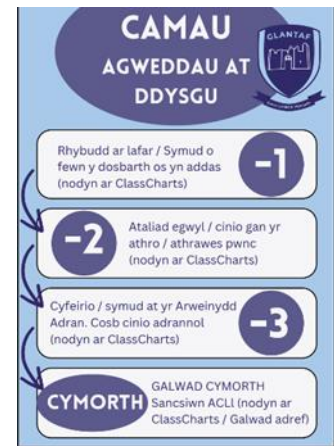 CAMAU
AGWEDDAU AT
DDYSGU
GLANTAF
Rhybudd ar lafar / Symud o
fewn y dosbarth os yn addas
(nodyn ar ClassCharts)
-1
-2
Ataliad egwyl / cinio gan yr
athro / athrawes pwnc
(nodyn ar ClassCharts)
Cyfeirio / symud at yr Arweinydd
Adran. Cosb cinio adrannol
(nodyn ar ClassCharts)
-3
CYMORTH
GALWAD CYMORTH
Sancsiwn ACLl (nodyn ar
ClassCharts / Galwad adref)